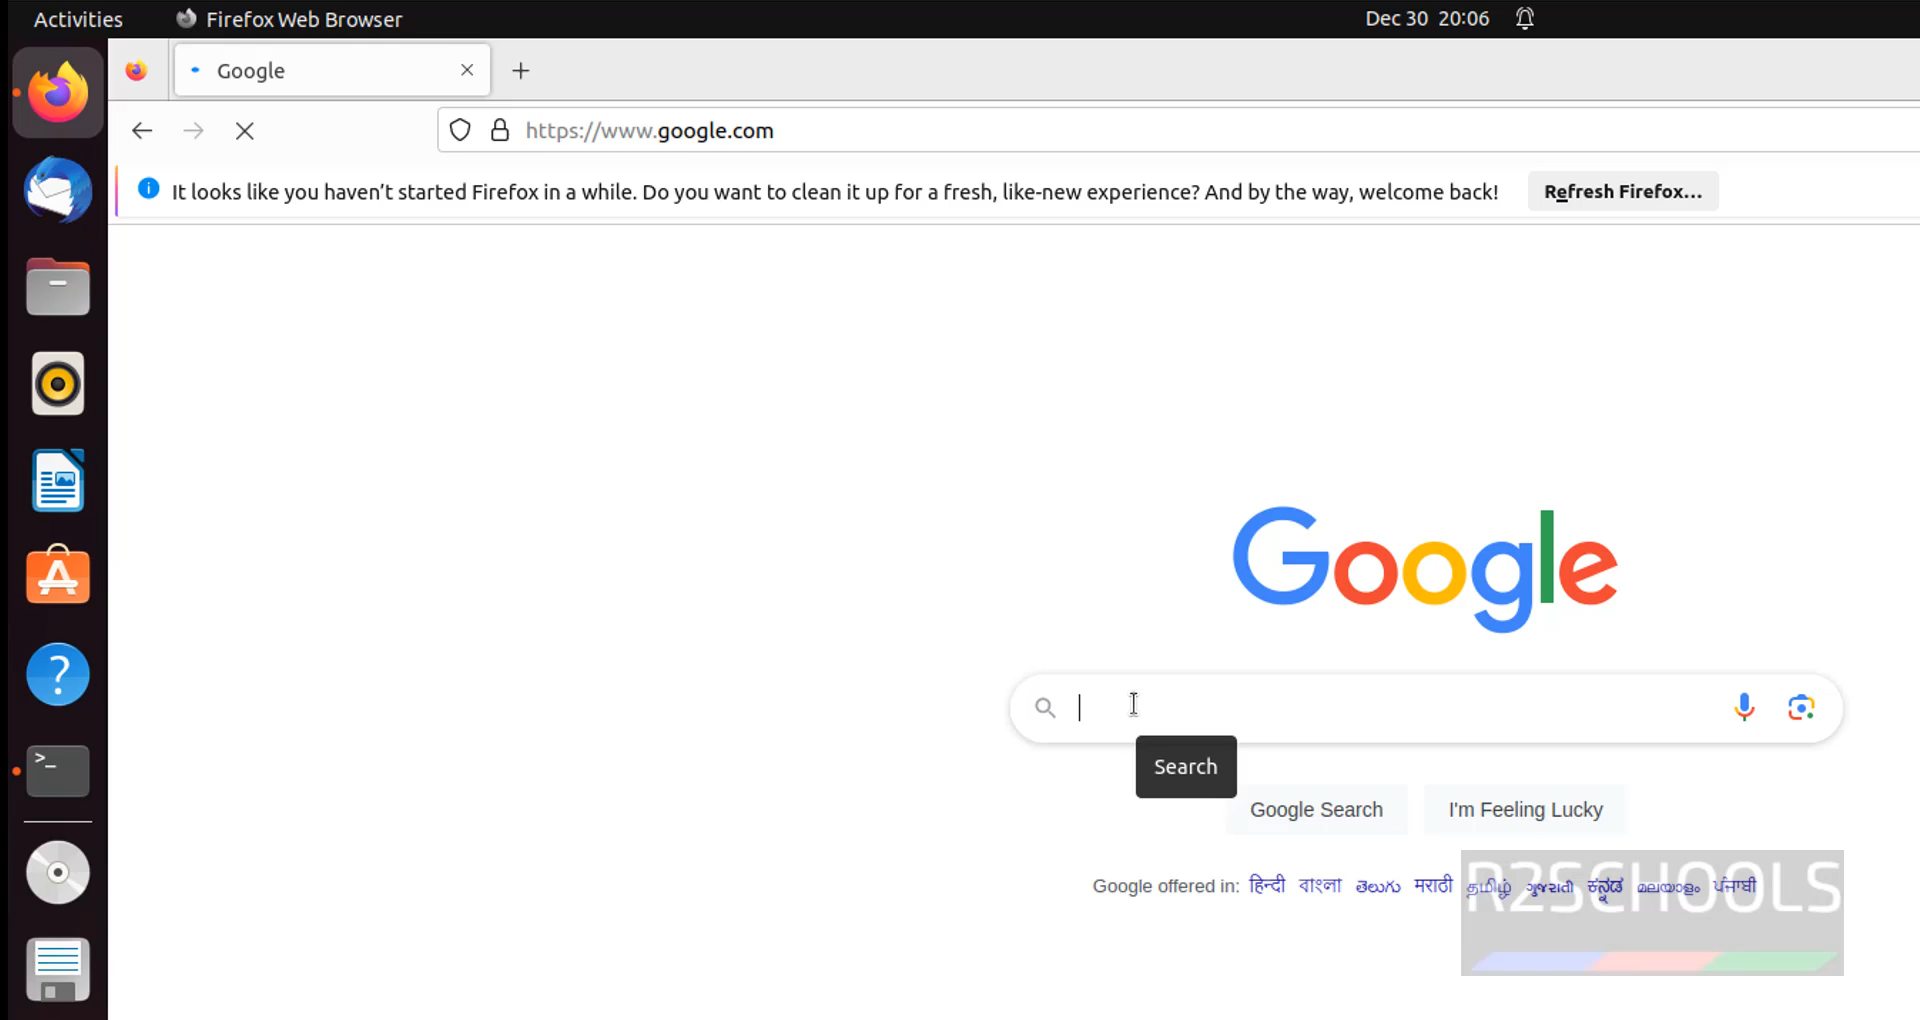 Activities Firefox Web Browser Dec 30 20:06
Google
https://www.google.com
It looks like you haven't started Firefox in a while. Do you want to clean it up for a fresh, like-new experience? And by the way, welcome back! Refresh Firefox...
Google
Search
Google Search I'm Feeling Lucky
Google offered in: हिन्दी বাংলা తెలుగు मराठी தமிழ் ગુજરાતી ಕನ್ನಡ മലയാളം ਪੰਜਾਬੀ
R2SCHOOLS